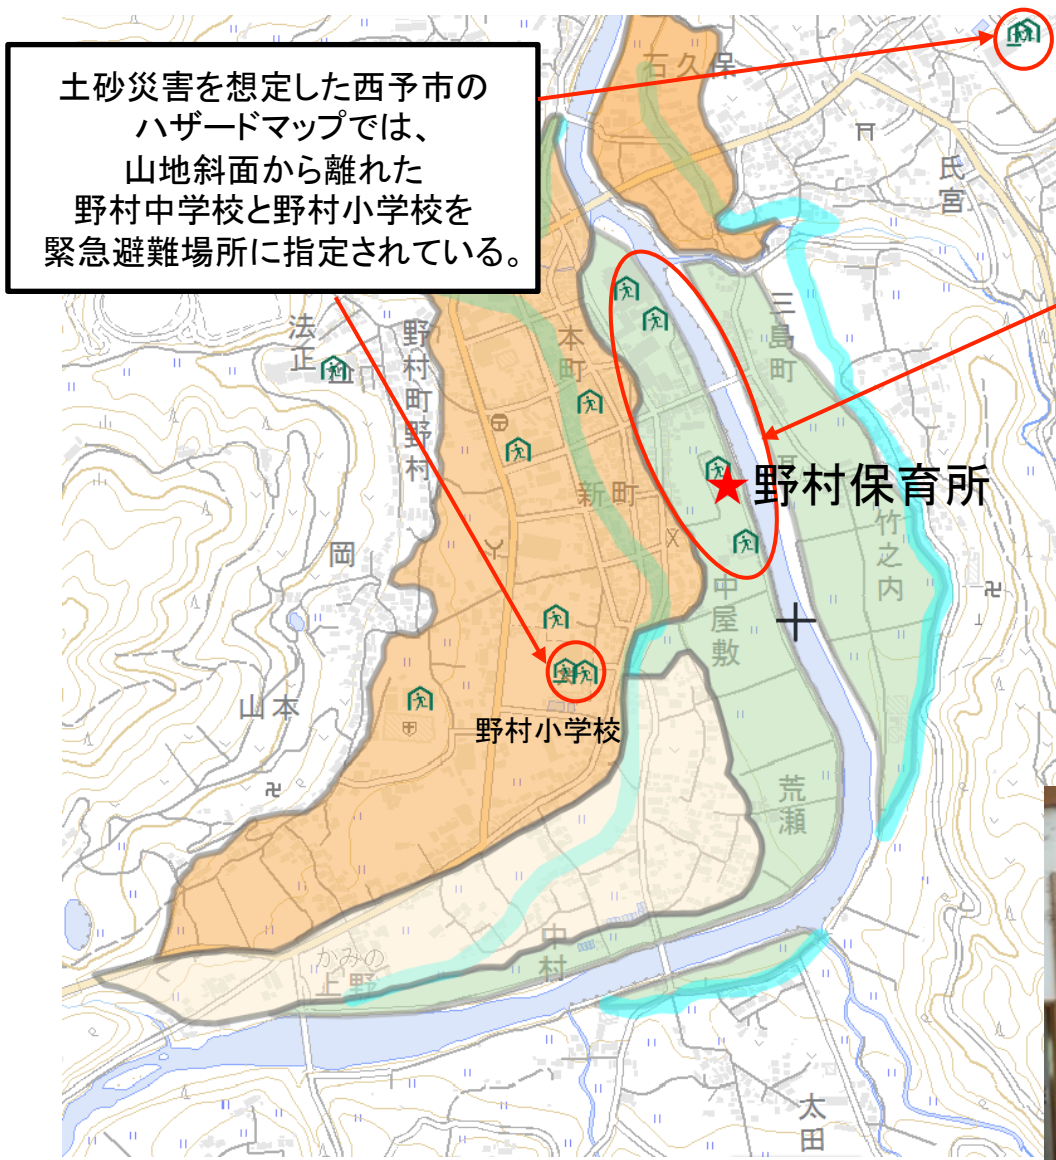 土砂災害を想定した西予市の
ハザードマップでは、
山地斜面から離れた
野村中学校と野村小学校を
緊急避難場所に指定されている。
石久保
氏宮
三島町
法正
野村町野村
本町
新町
野村保育所
竹之内
岡
中屋敷
山本
野村小学校
荒瀬
かみの
上野
中村
太田